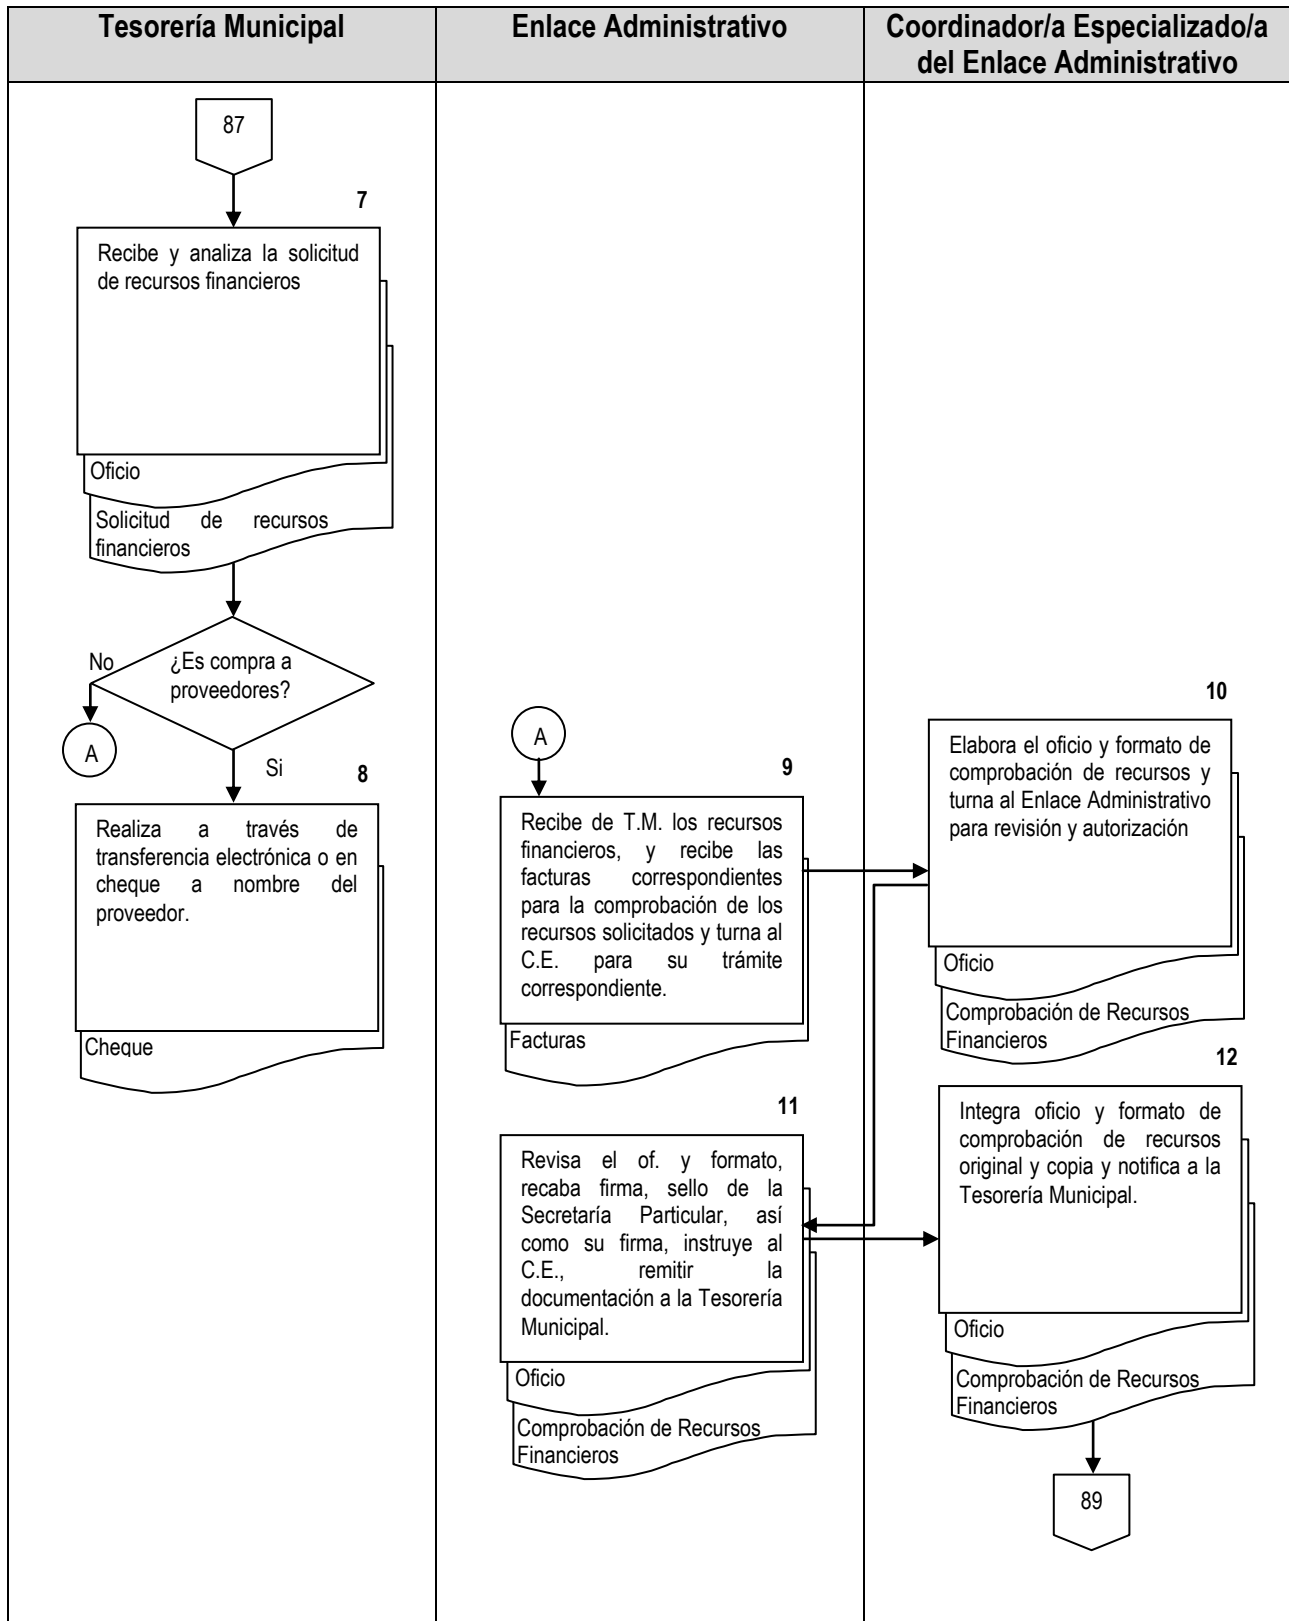 Tesorería Municipal
Enlace Administrativo
Coordinador/a Especializado/a
del Enlace Administrativo
87
7
Recibe y analiza la solicitud
de recursos financieros
Oficio
Solicitud de recursos
financieros
¿Es compra a
proveedores?
No
A
Si
8
Realiza a través de
transferencia electrónica o en
cheque a nombre del
proveedor.
Cheque
A
9
Recibe de T.M. los recursos
financieros, y recibe las
facturas correspondientes
para la comprobación de los
recursos solicitados y turna al
C.E. para su trámite
correspondiente.
Facturas
10
Elabora el oficio y formato de
comprobación de recursos y
turna al Enlace Administrativo
para revisión y autorización
Oficio
Comprobación de Recursos
Financieros
11
Revisa el of. y formato,
recaba firma, sello de la
Secretaría Particular, así
como su firma, instruye al
C.E., remitir la
documentación a la Tesorería
Municipal.
Oficio
Comprobación de Recursos
Financieros
12
Integra oficio y formato de
comprobación de recursos
original y copia y notifica a la
Tesorería Municipal.
Oficio
Comprobación de Recursos
Financieros
89